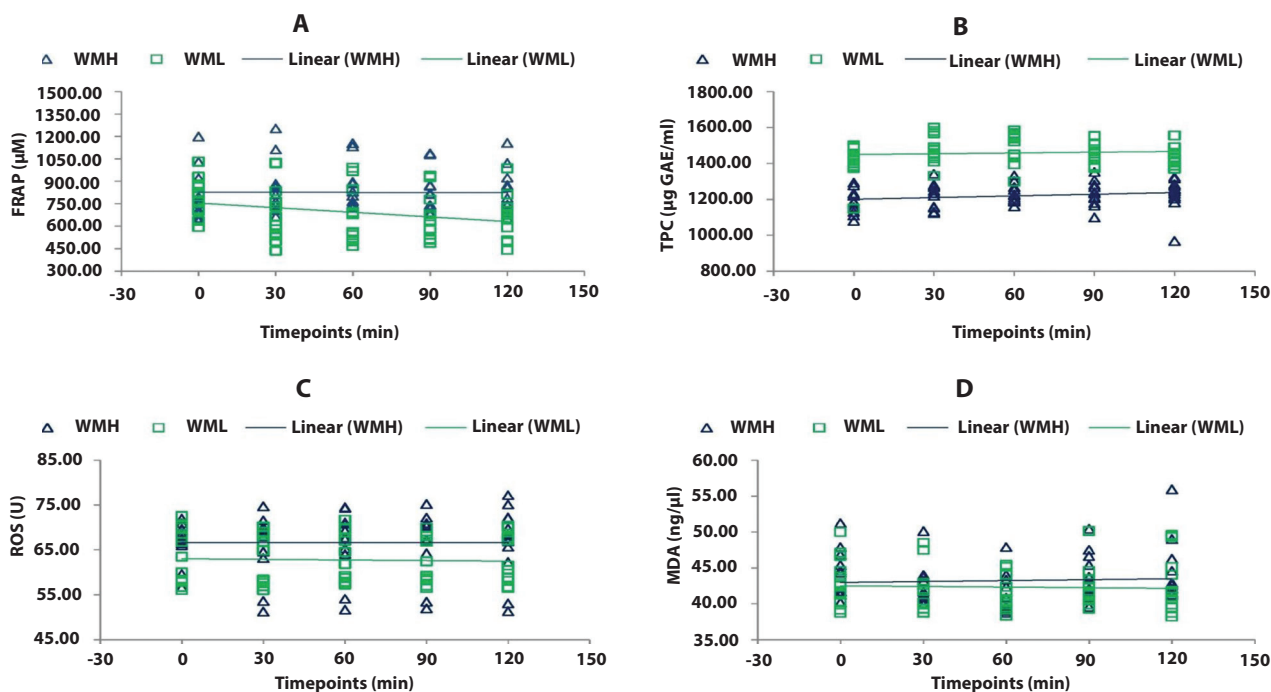 A
WMH WML Linear (WMH) Linear (WML)
1500.00
1350.00
1200.00
1050.00
900.00
750.00
600.00
450.00
300.00
FRAP (µM)
-30 0 30 60 90 120 150
Timepoints (min)
B
WMH WML Linear (WMH) Linear (WML)
1800.00
1600.00
1400.00
1200.00
1000.00
800.00
TPC (µg GAE/ml)
-30 0 30 60 90 120 150
Timepoints (min)
C
WMH WML Linear (WMH) Linear (WML)
85.00
75.00
65.00
55.00
45.00
ROS (U)
-30 0 30 60 90 120 150
Timepoints (min)
D
WMH WML Linear (WMH) Linear (WML)
60.00
55.00
50.00
45.00
40.00
35.00
MDA (ng/µl)
-30 0 30 60 90 120 150
Timepoints (min)